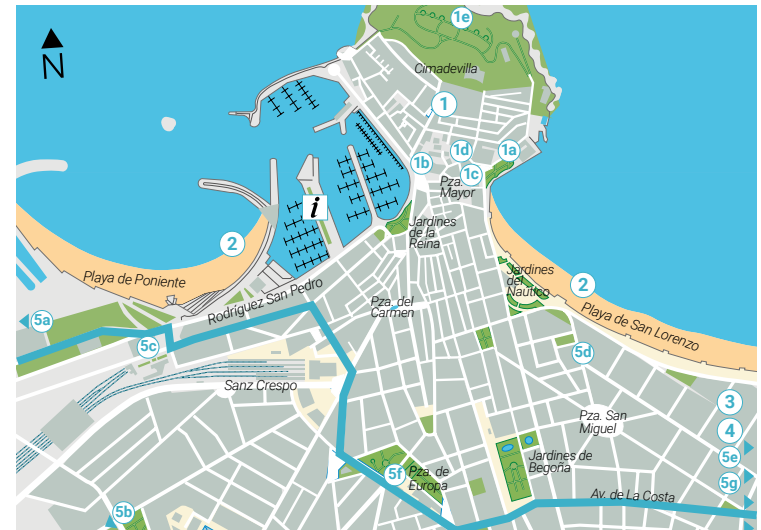 1e
Cimadevilla
N
1
1d
1a
1b
1c
Pza.
Mayor
i
Jardines
de la
Reina
2
Jardines
del
Náutico
Playa de Poniente
2
Rodríguez San Pedro
Pza. del
Carmen
Playa de San Lorenzo
5a
5c
5d
Sanz Crespo
3
Pza. San
Miguel
4
5e
Jardines de
Begoña
5f
Pza. de
Europa
5g
Av. de La Costa
5b